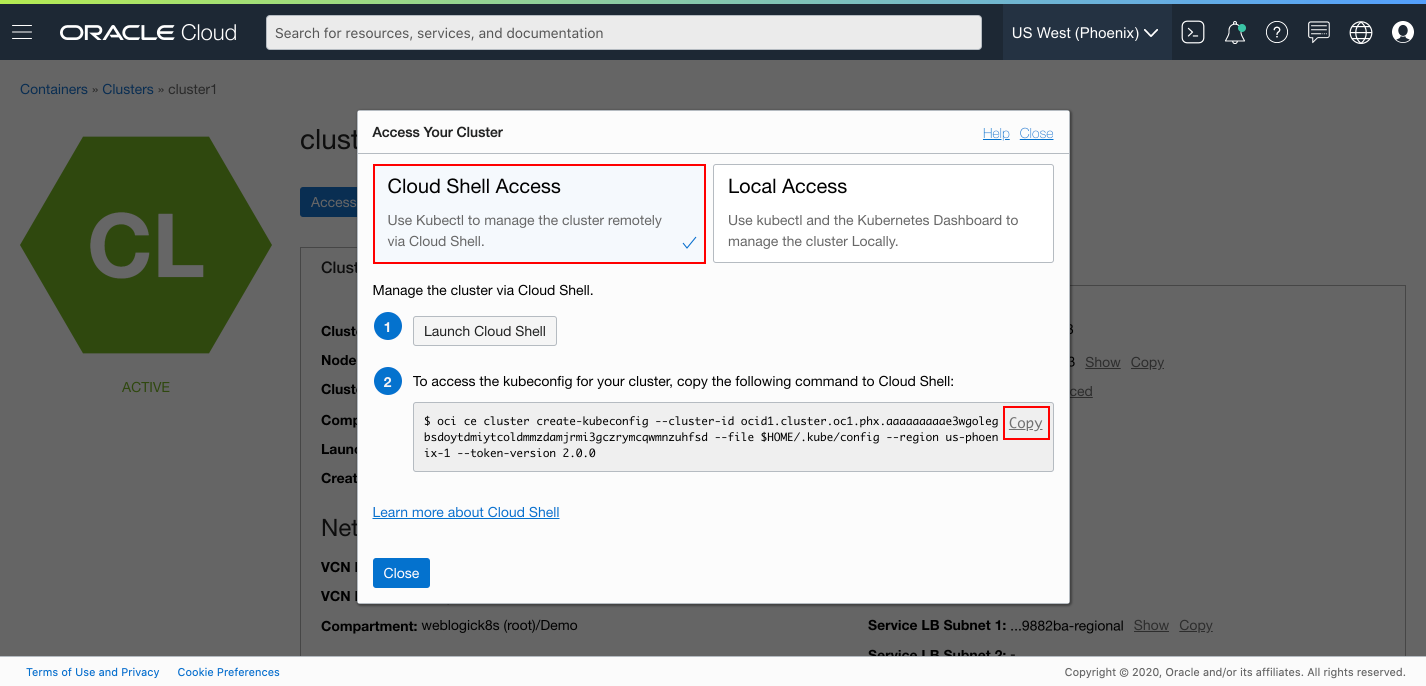 ORACLE Cloud
Search for resources, services, and documentation
US West (Phoenix)
Containers » Clusters » cluster1
CL
ACTIVE
clust
Access
Clust
Clust
Node
Clust
Comp
Laun
Creat
Net
VCN
VCN
Compartment: weblogick8s (root)/Demo
Access Your Cluster
Help Close
Cloud Shell Access
Use Kubectl to manage the cluster remotely
via Cloud Shell.
Local Access
Use kubectl and the Kubernetes Dashboard to
manage the cluster Locally.
Manage the cluster via Cloud Shell.
1 Launch Cloud Shell
2 To access the kubeconfig for your cluster, copy the following command to Cloud Shell:
$ oci ce cluster create-kubeconfig --cluster-id ocid1.cluster.oc1.phx.aaaaaaaaae3wgoleg
bsdoytdmiytcoldmmzdamjrmi3gczrymcqwmnzuhfsd --file $HOME/.kube/config --region us-phoen
ix-1 --token-version 2.0.0
Copy
Learn more about Cloud Shell
Close
Show Copy
ced
Service LB Subnet 1: ...9882ba-regional Show Copy
Service LB Subnet 2: -
Terms of Use and Privacy Cookie Preferences
Copyright © 2020, Oracle and/or its affiliates. All rights reserved.